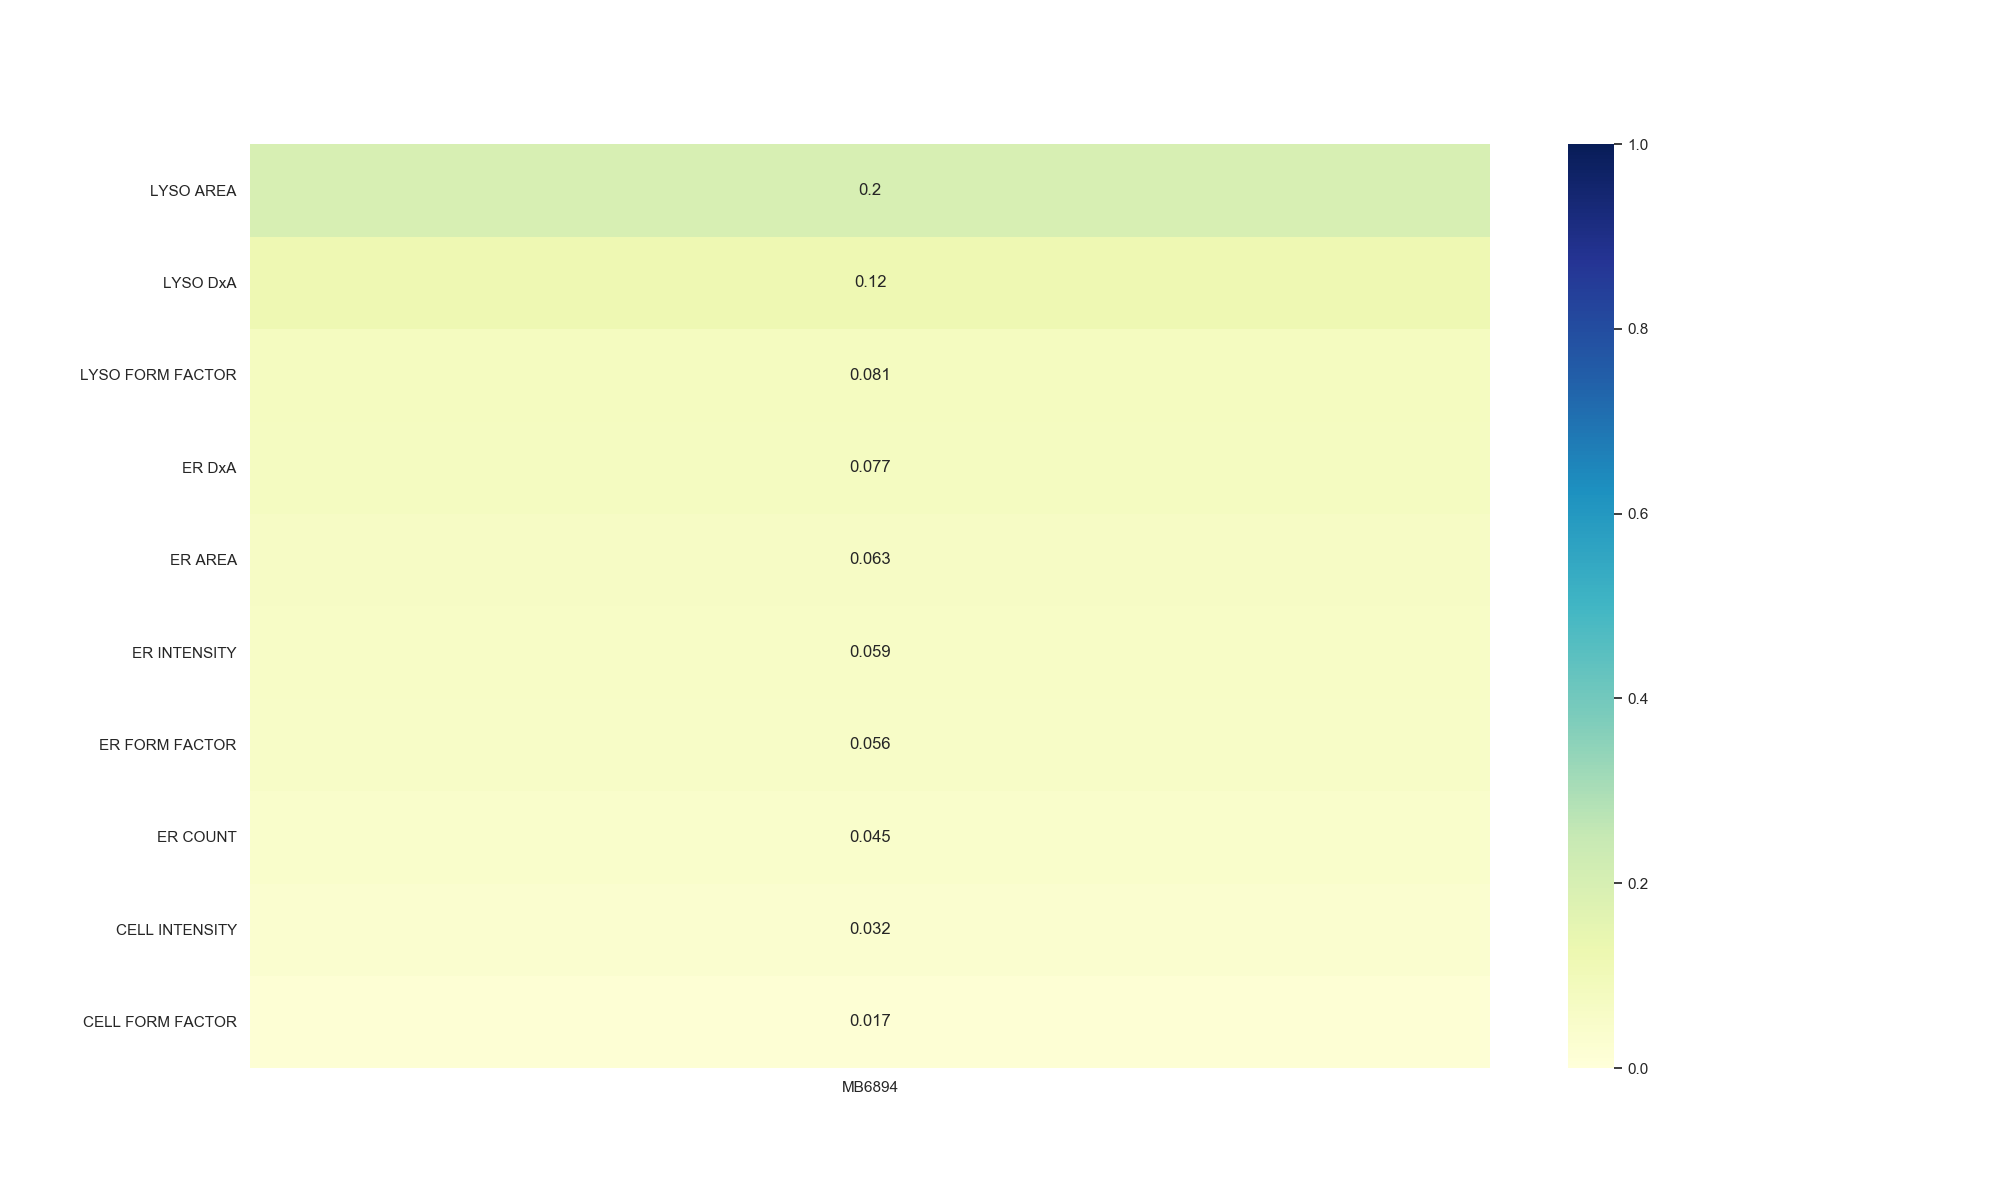 LYSO AREA 0.2
LYSO DxA 0.12
LYSO FORM FACTOR 0.081
ER DxA 0.077
ER AREA 0.063
ER INTENSITY 0.059
ER FORM FACTOR 0.056
ER COUNT 0.045
CELL INTENSITY 0.032
CELL FORM FACTOR 0.017
MB6894
1.0
0.8
0.6
0.4
0.2
0.0